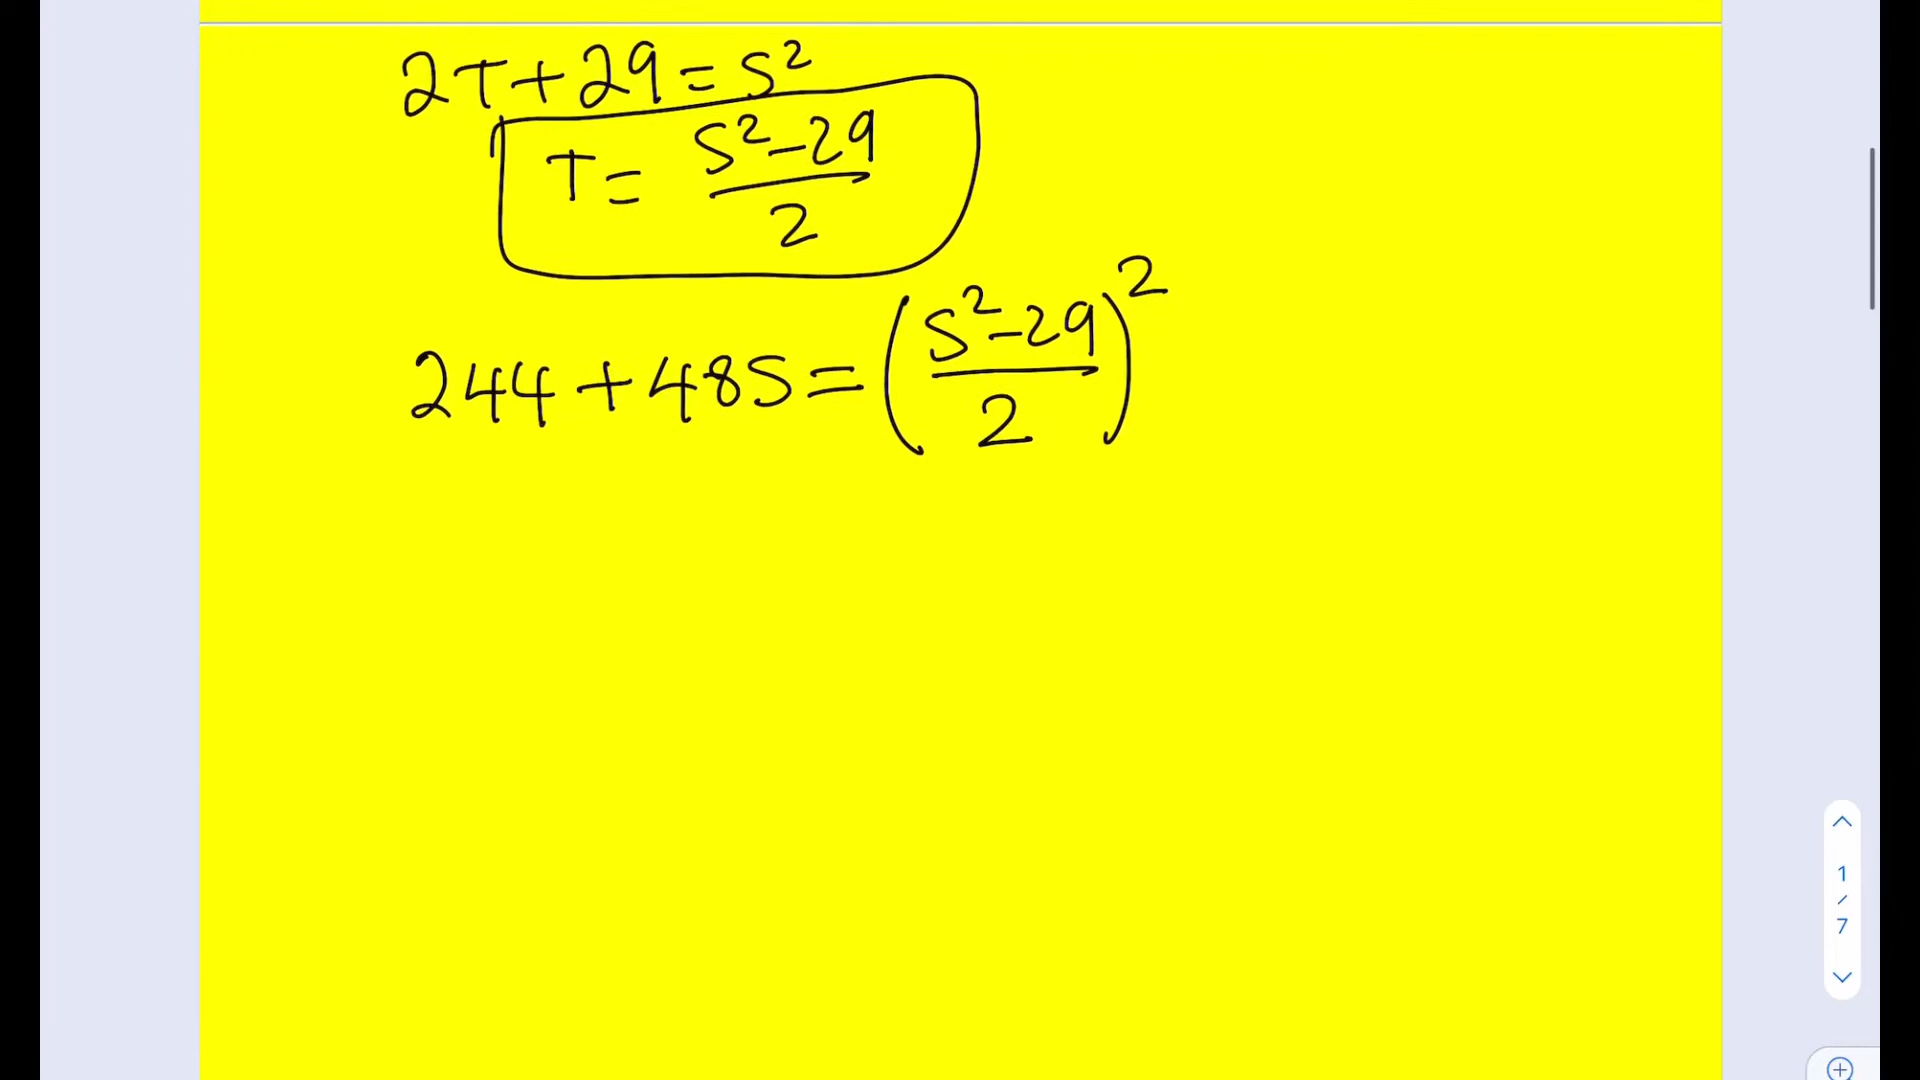 2T+29=S²
T= S²-29/2
244+48S=(S²-29/2)²
1
/
7